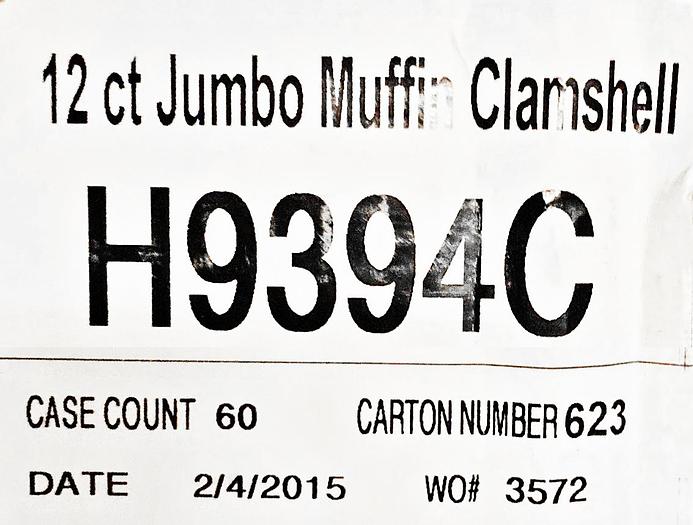 12 ct Jumbo Muffin Clamshell
H9394C
CASE COUNT 60 CARTON NUMBER 623
DATE 2/4/2015 WO# 3572